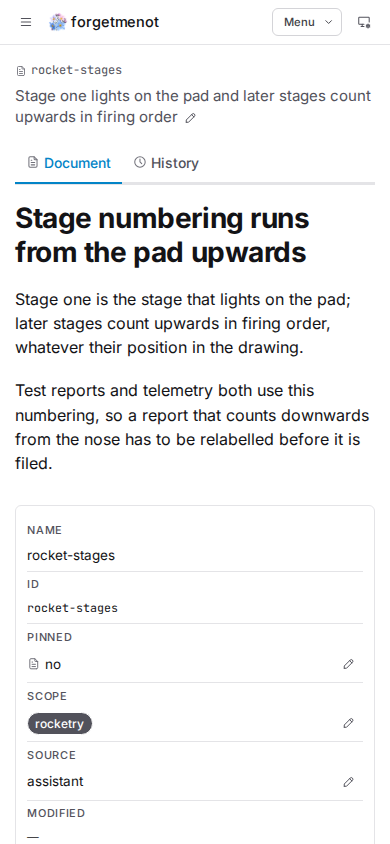 forgetmenot
Menu
rocket-stages
Stage one lights on the pad and later stages count
upwards in firing order
Document
History
Stage numbering runs
from the pad upwards
Stage one is the stage that lights on the pad;
later stages count upwards in firing order,
whatever their position in the drawing.
Test reports and telemetry both use this
numbering, so a report that counts downwards
from the nose has to be relabelled before it is
filed.
NAME
rocket-stages
ID
rocket-stages
PINNED
no
SCOPE
rocketry
SOURCE
assistant
MODIFIED
—